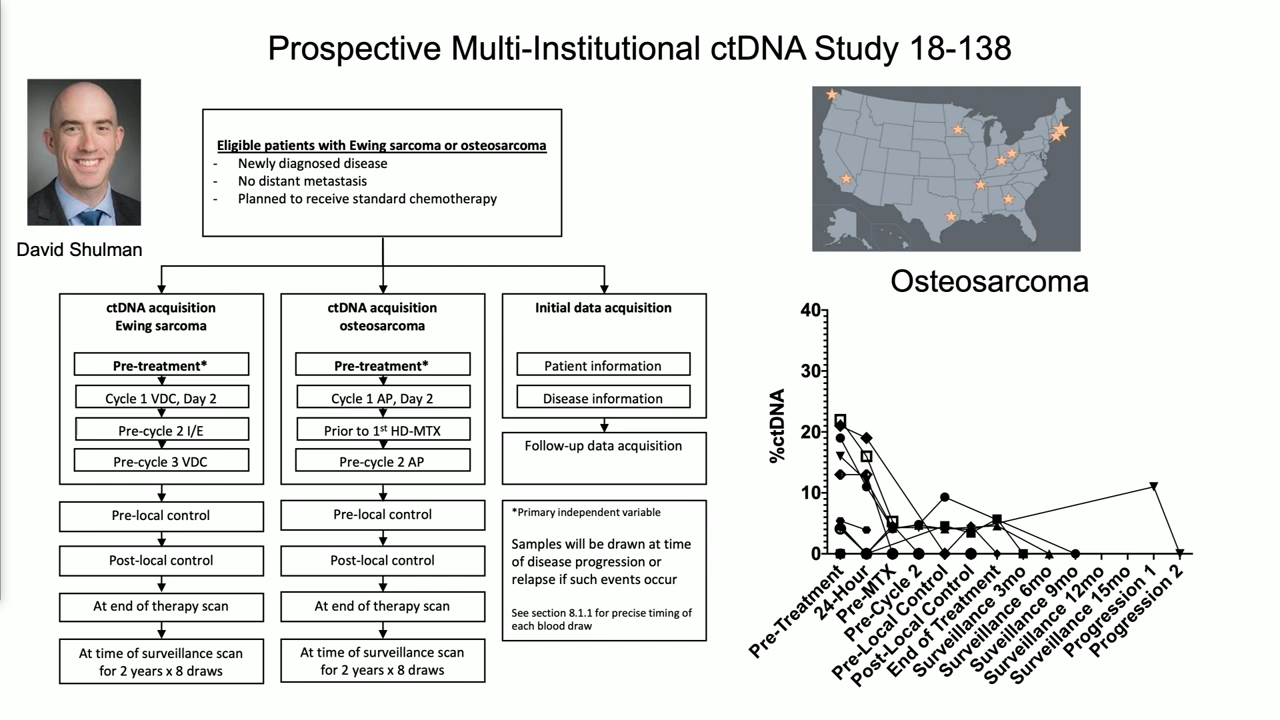 Prospective Multi-Institutional ctDNA Study 18-138
David Shulman
Eligible patients with Ewing sarcoma or osteosarcoma
- Newly diagnosed disease
- No distant metastasis
- Planned to receive standard chemotherapy
ctDNA acquisition
Ewing sarcoma
Pre-treatment*
Cycle 1 VDC, Day 2
Pre-cycle 2 I/E
Pre-cycle 3 VDC
Pre-local control
Post-local control
At end of therapy scan
At time of surveillance scan
for 2 years x 8 draws
ctDNA acquisition
osteosarcoma
Pre-treatment*
Cycle 1 AP, Day 2
Prior to 1st HD-MTX
Pre-cycle 2 AP
Pre-local control
Post-local control
At end of therapy scan
At time of surveillance scan
for 2 years x 8 draws
Initial data acquisition
Patient information
Disease information
Follow-up data acquisition
*Primary independent variable
Samples will be drawn at time
of disease progression or
relapse if such events occur
See section 8.1.1 for precise timing of
each blood draw
Osteosarcoma
%ctDNA
40
30
20
10
0
Pre-Treatment
24-Hour
Pre-MTX
Pre-Cycle 2
Pre-Local Control
Post-Local Control
End of Treatment
Surveillance 3mo
Surveillance 6mo
Suveillance 9mo
Surveillance 12mo
Surveillance 15mo
Progression 1
Progression 2